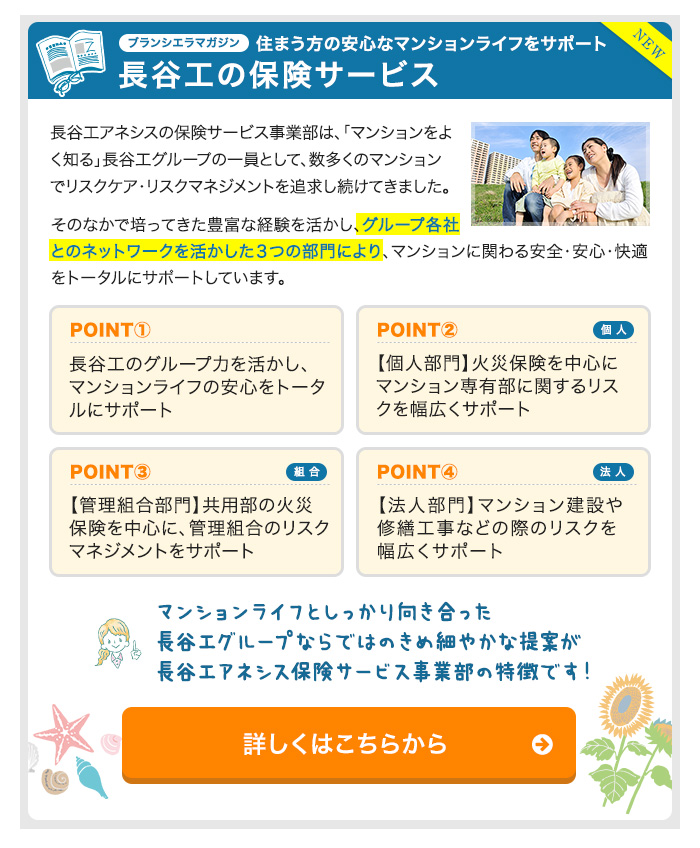 ブランシエラマガジン 住まう方の安心なマンションライフをサポート
長谷工の保険サービス
NEW
長谷工アネシスの保険サービス事業部は、「マンションをよ
く知る」長谷工グループの一員として、数多くのマンション
でリスクケア・リスクマネジメントを追求し続けてきました。
そのなかで培ってきた豊富な経験を活かし、グループ各社
とのネットワークを活かした3つの部門により、マンションに関わる安全・安心・快適
をトータルにサポートしています。
POINT①
長谷工のグループ力を活かし、
マンションライフの安心をトータ
ルにサポート
POINT② 個人
【個人部門】火災保険を中心に
マンション専有部に関するリス
クを幅広くサポート
POINT③ 組合
【管理組合部門】共用部の火災
保険を中心に、管理組合のリスク
マネジメントをサポート
POINT④ 法人
【法人部門】マンション建設や
修繕工事などの際のリスクを
幅広くサポート
マンションライフとしっかり向き合った
長谷工グループならではのきめ細やかな提案が
長谷工アネシス保険サービス事業部の特徴です!
詳しくはこちらから